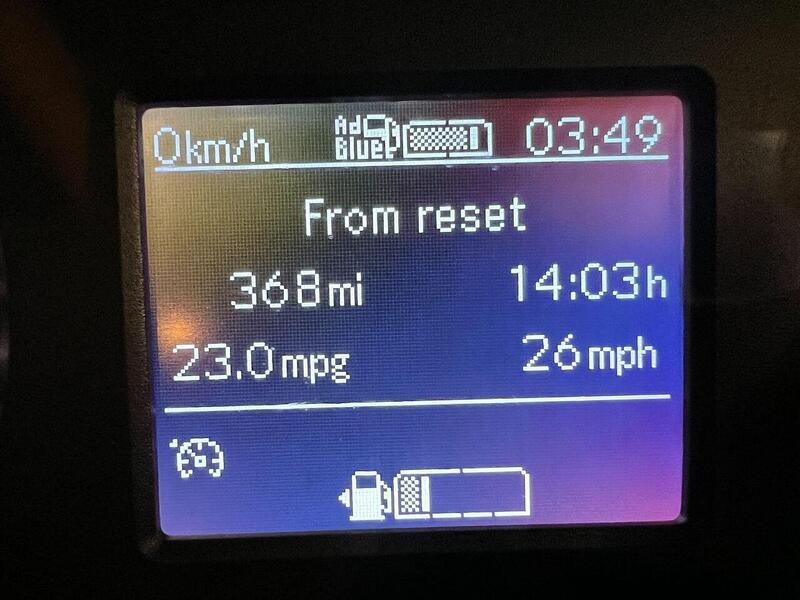 0km/h AdBlue 03:49
From reset
368mi 14:03h
23.0mpg 26mph